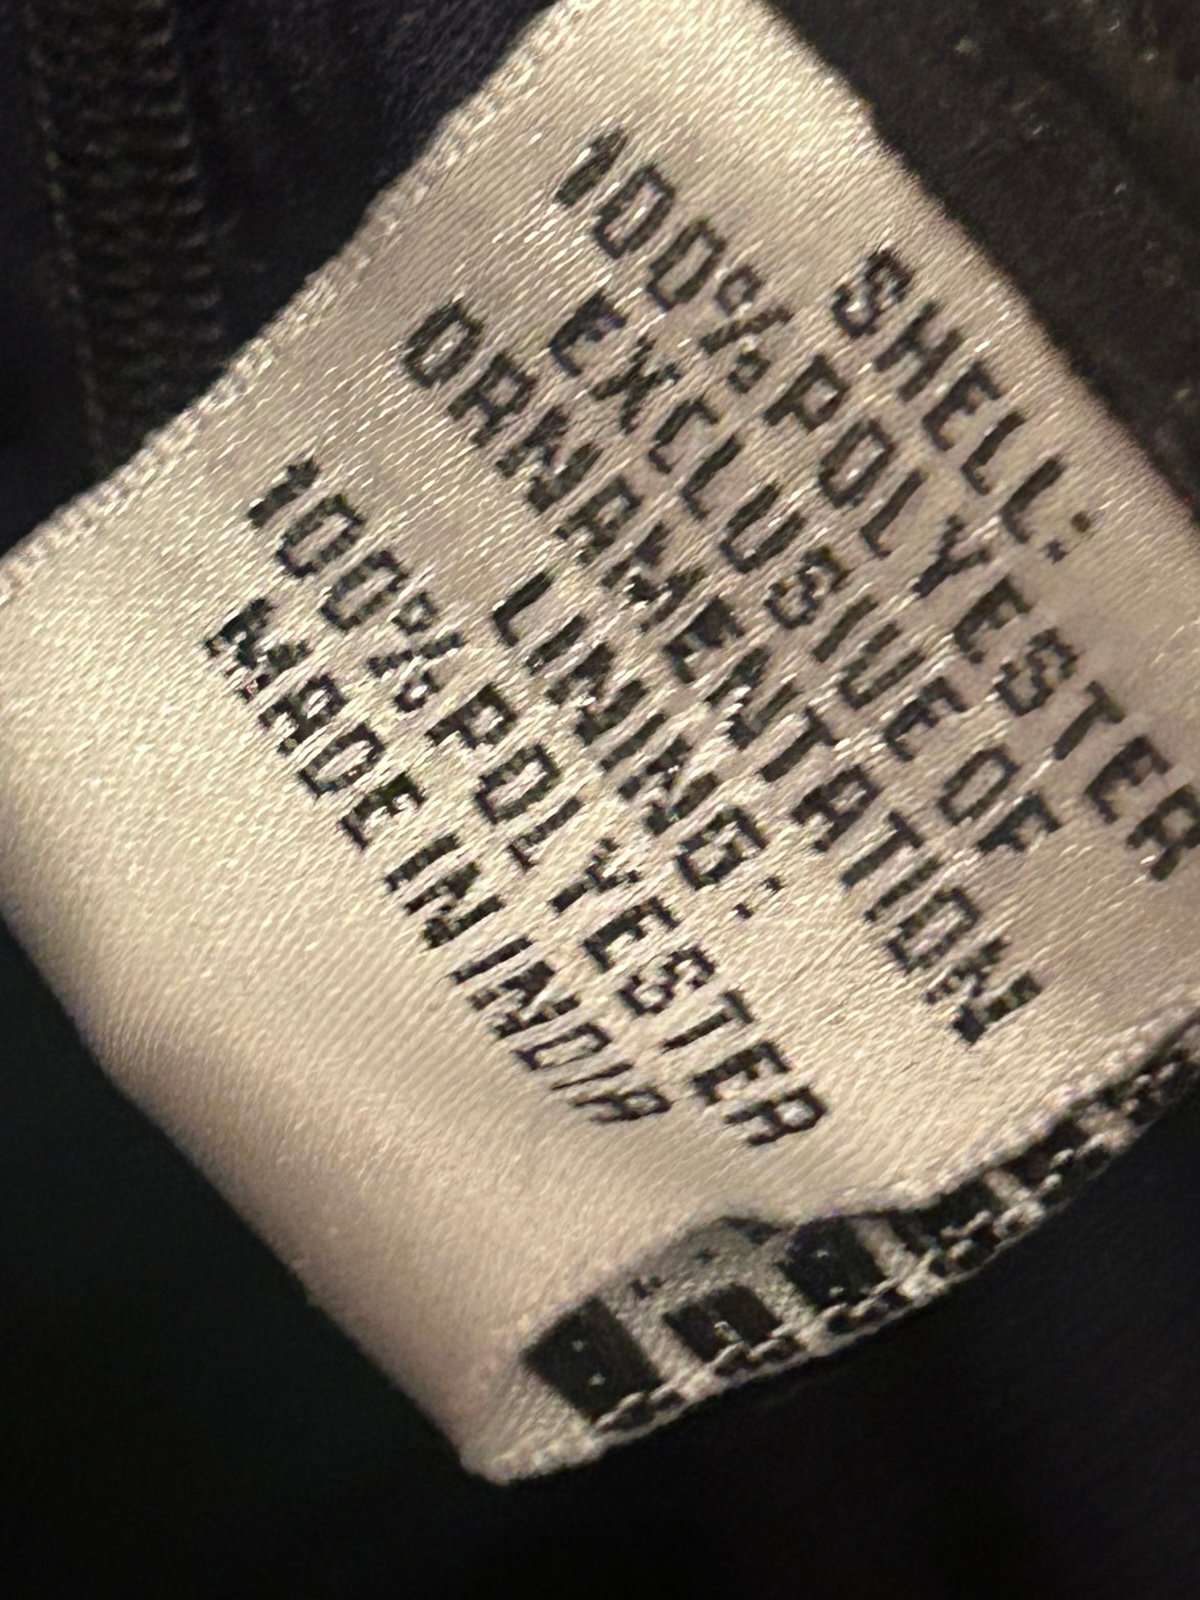 SHELL:
100%POLYESTER
EXCLUSIVE OF
ORNAMENTATION
LINING:
100%POLYESTER
MADE IN INDIA